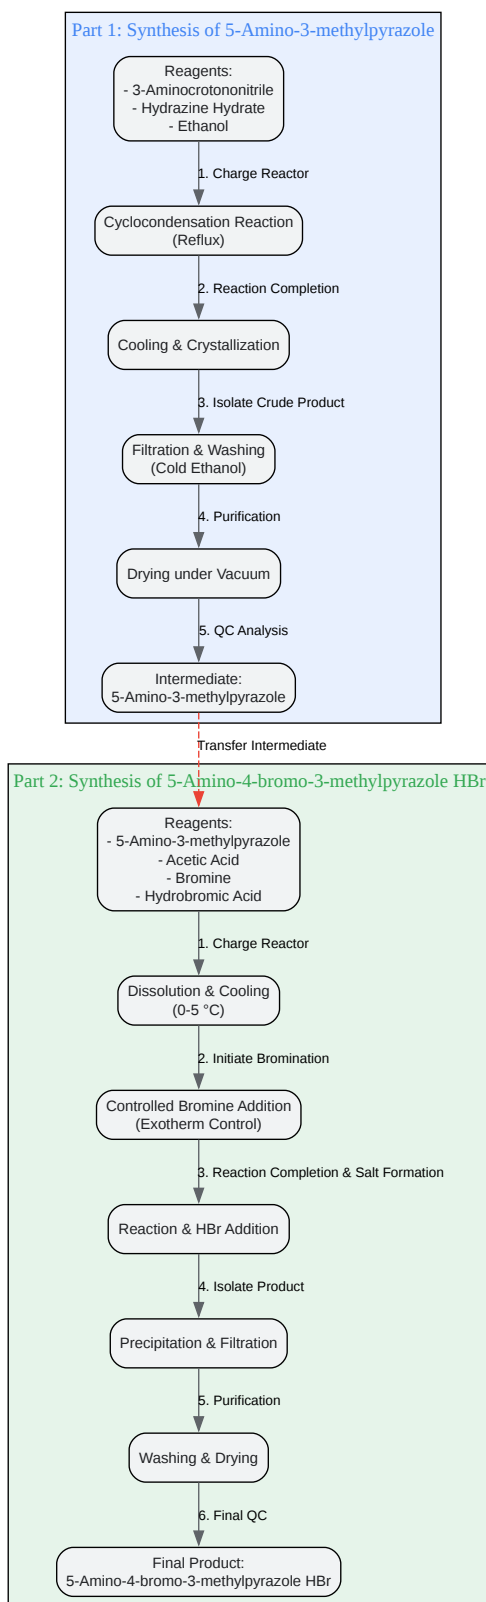 Part 1: Synthesis of 5-Amino-3-methylpyrazole
Reagents:
- 3-Aminocrotononitrile
- Hydrazine Hydrate
- Ethanol
1. Charge Reactor
Cyclocondensation Reaction
(Reflux)
2. Reaction Completion
Cooling & Crystallization
3. Isolate Crude Product
Filtration & Washing
(Cold Ethanol)
4. Purification
Drying under Vacuum
5. QC Analysis
Intermediate:
5-Amino-3-methylpyrazole
Transfer Intermediate
Part 2: Synthesis of 5-Amino-4-bromo-3-methylpyrazole HBr
Reagents:
- 5-Amino-3-methylpyrazole
- Acetic Acid
- Bromine
- Hydrobromic Acid
1. Charge Reactor
Dissolution & Cooling
(0-5 °C)
2. Initiate Bromination
Controlled Bromine Addition
(Exotherm Control)
3. Reaction Completion & Salt Formation
Reaction & HBr Addition
4. Isolate Product
Precipitation & Filtration
5. Purification
Washing & Drying
6. Final QC
Final Product:
5-Amino-4-bromo-3-methylpyrazole HBr